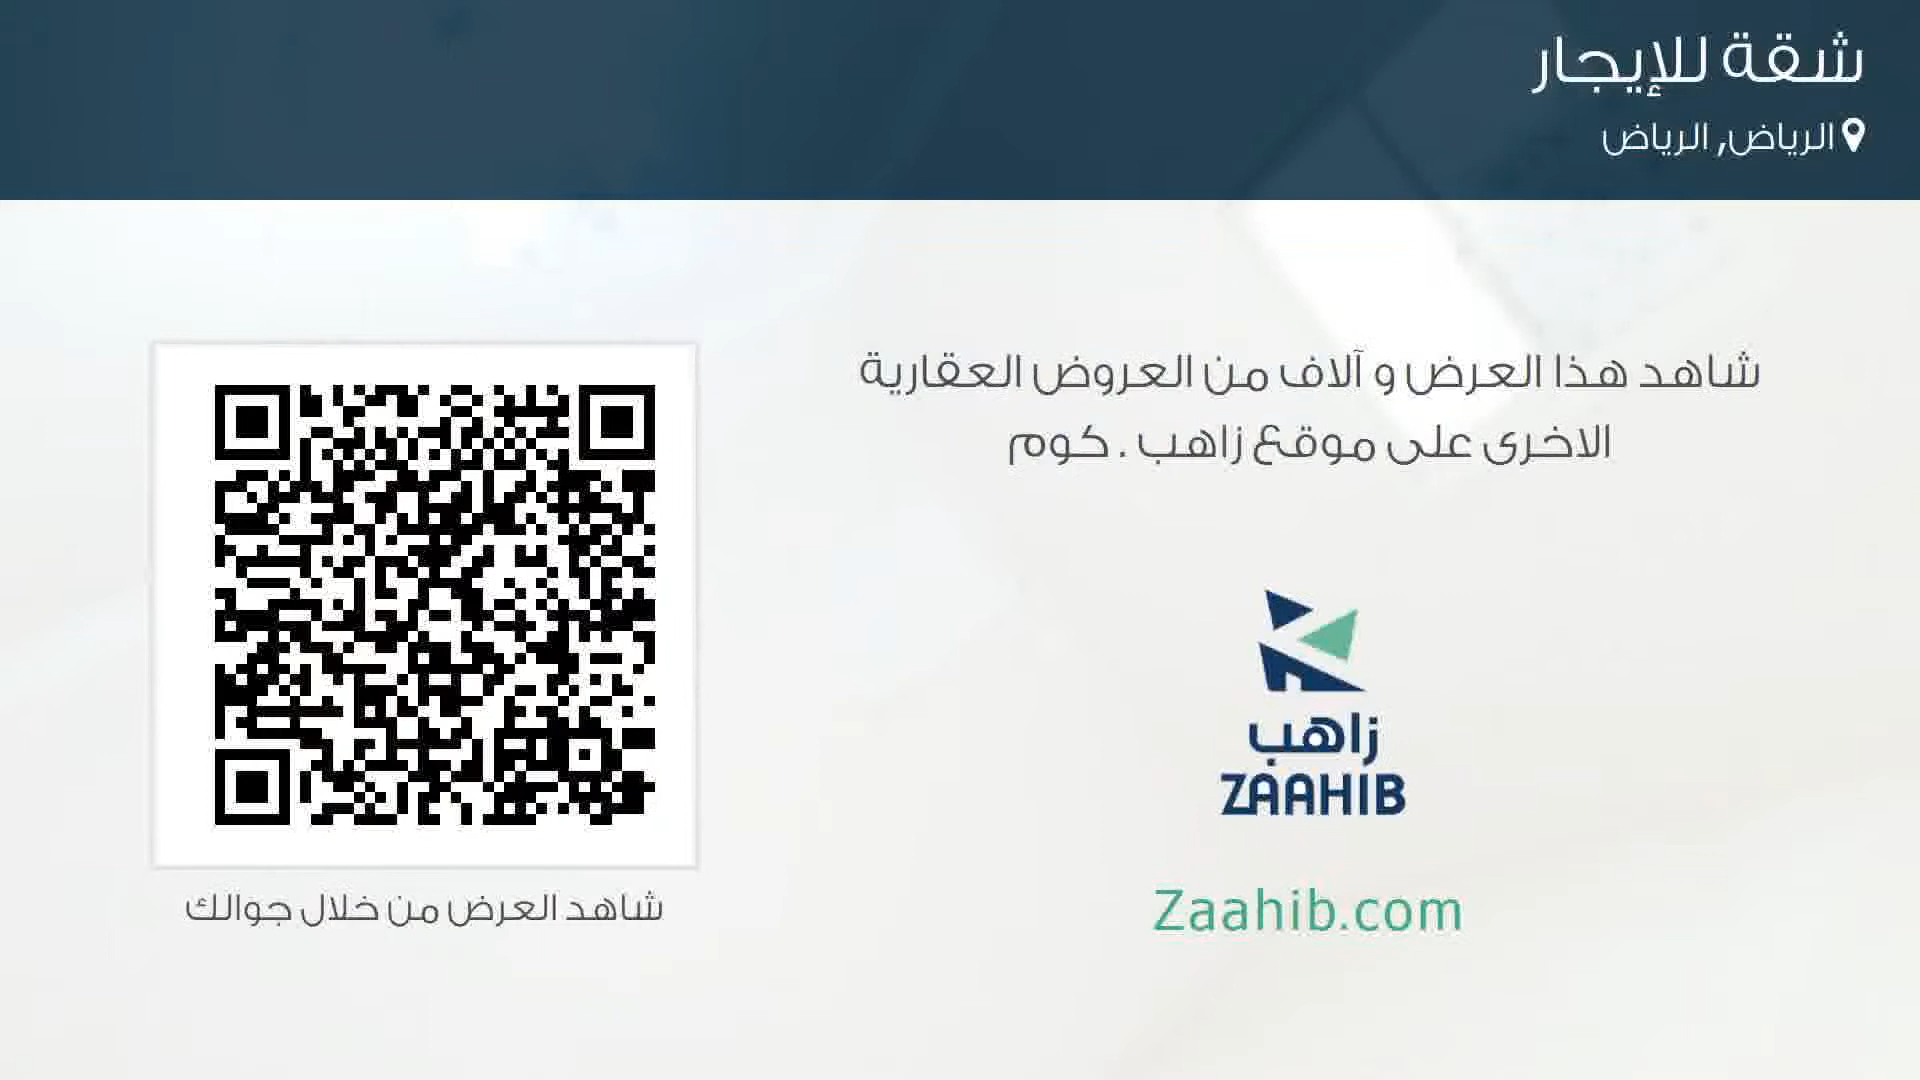 شقة للإيجار
الرياض, الرياض
شاهد هذا العرض و آلاف من العروض العقارية
الاخرى على موقع زاهب . كوم
زاهب
ZAAHIB
Zaahib.com
شاهد العرض من خلال جوالك